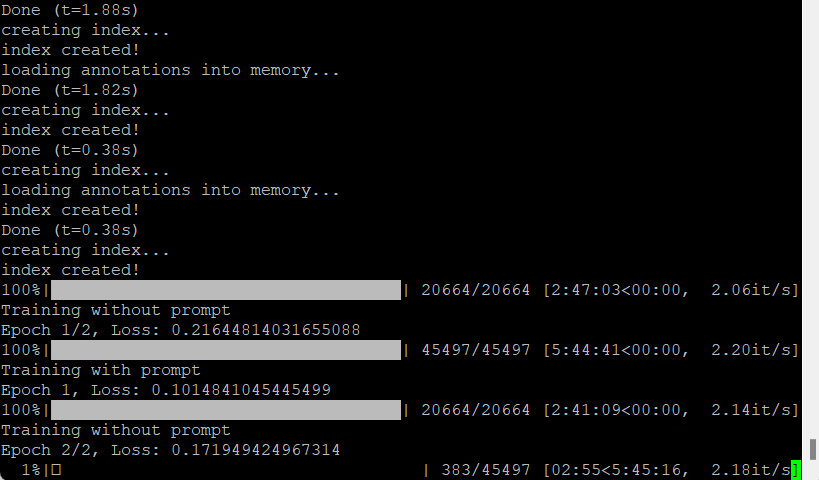 Done (t=1.88s)
creating index...
index created!
loading annotations into memory...
Done (t=1.82s)
creating index...
index created!
Done (t=0.38s)
creating index...
loading annotations into memory...
index created!
Done (t=0.38s)
creating index...
index created!
100%| | 20664/20664 [2:47:03<00:00,  2.06it/s]
Training without prompt
Epoch 1/2, Loss: 0.21644814031655088
100%| | 45497/45497 [5:44:41<00:00,  2.20it/s]
Training with prompt
Epoch 1, Loss: 0.1014841045445499
100%| | 20664/20664 [2:41:09<00:00,  2.14it/s]
Training without prompt
Epoch 2/2, Loss: 0.171949424967314
1%| | 383/45497 [02:55<5:45:16,  2.18it/s]